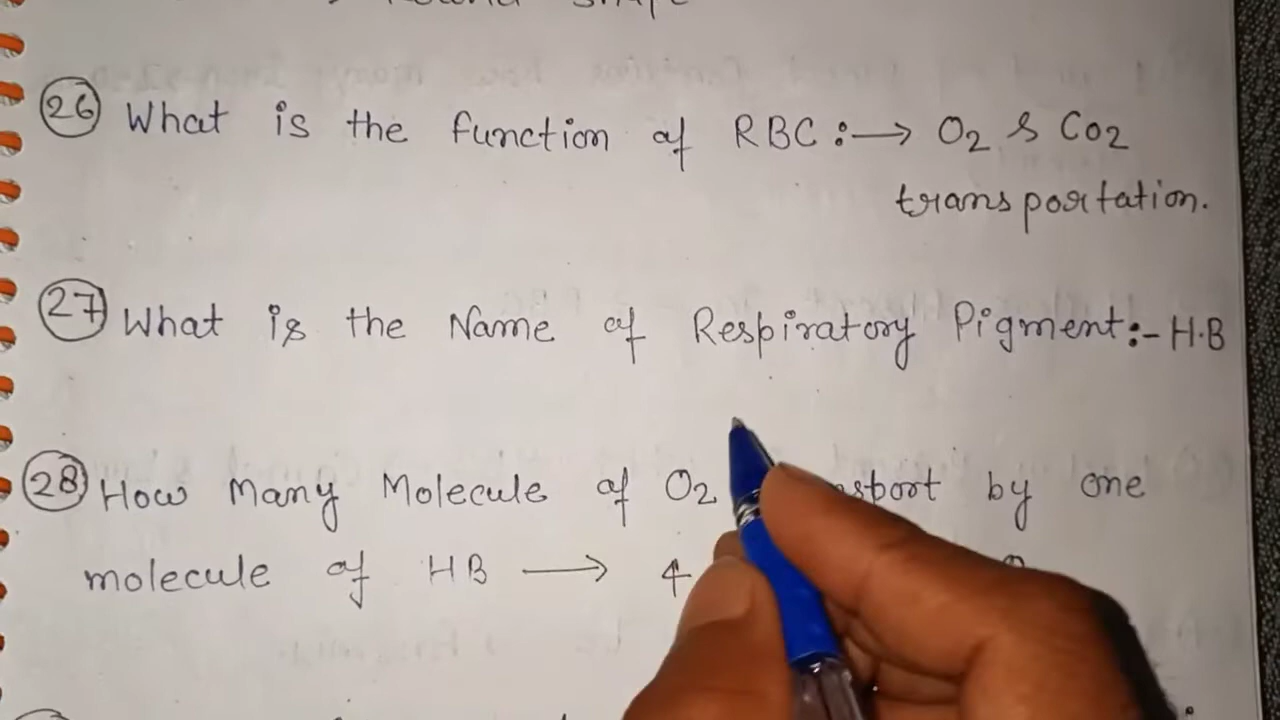 26 What is the function of RBC :→ O2 & CO2
transportation.
27 What is the Name of Respiratory Pigment:- H.B
28 How Many Molecule of O2 by one
molecule of HB → 4